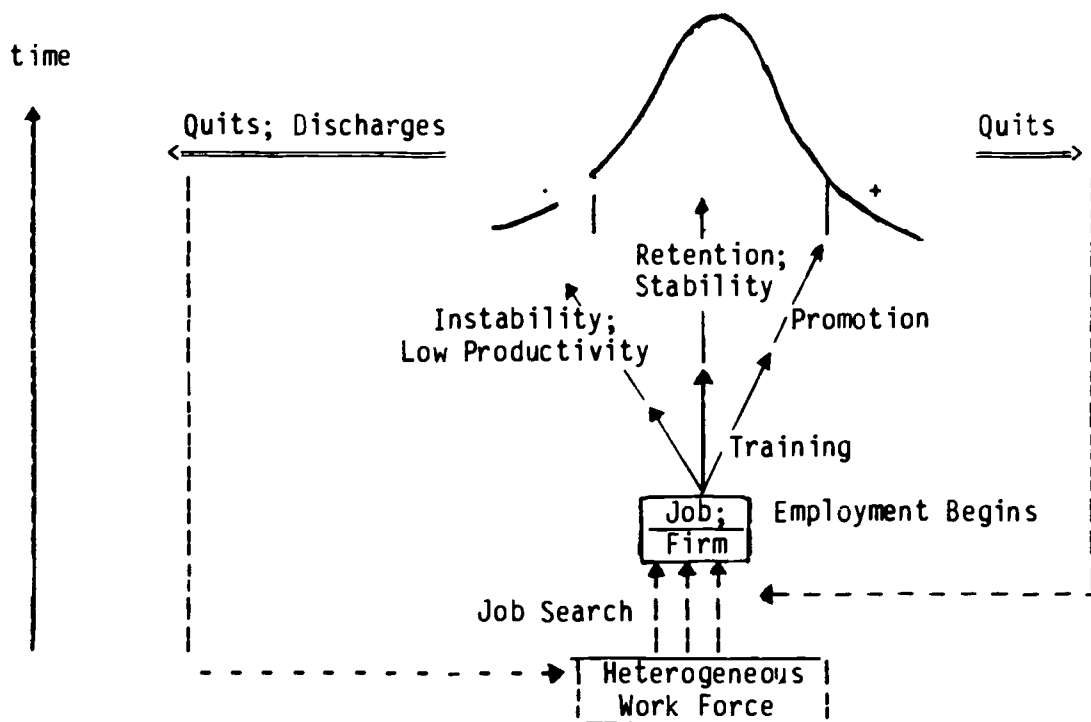 time
Quits; Discharges
Quits
-
+
Retention;
Stability
Instability;
Low Productivity
Promotion
Training
Job;
Firm
Employment Begins
Job Search
Heterogeneous
Work Force